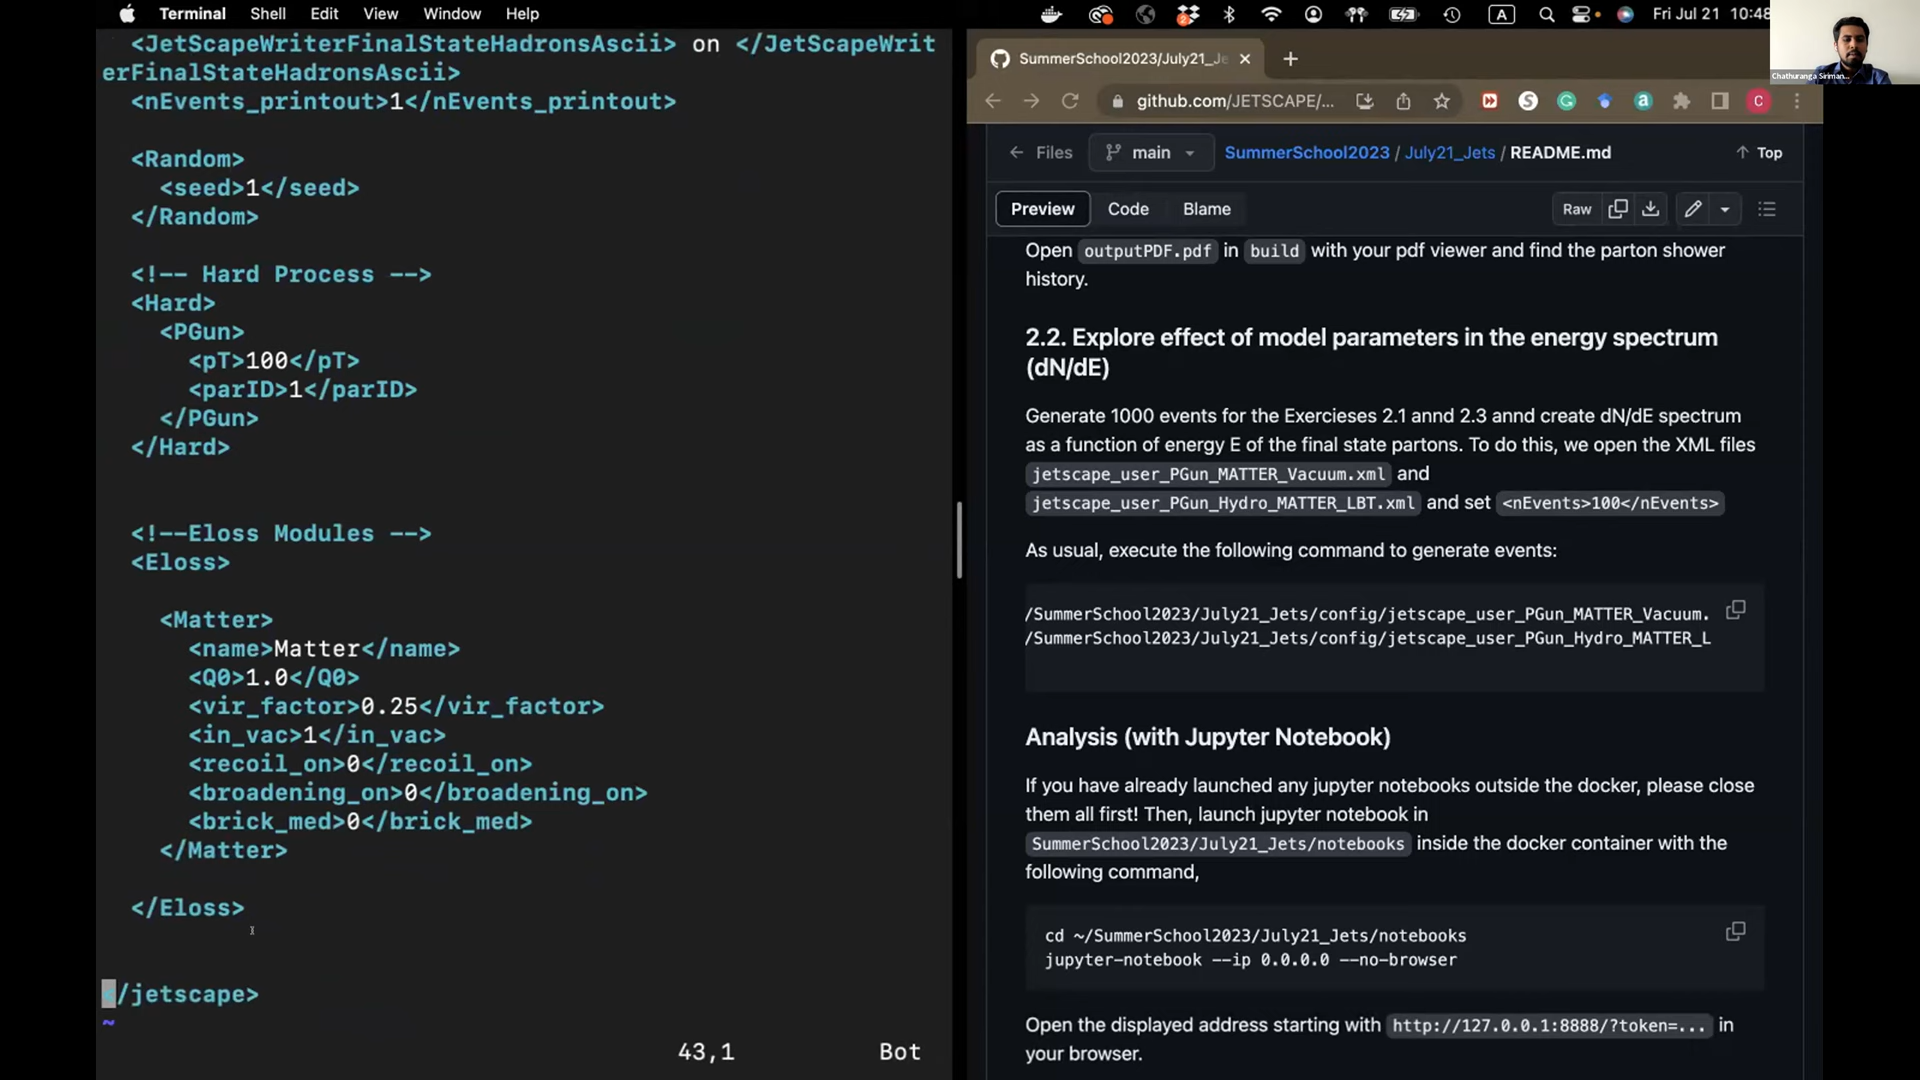 Terminal Shell Edit View Window Help
A Fri Jul 21 10:48
<JetScapeWriterFinalStateHadronsAscii> on </JetScapeWrit
erFinalStateHadronsAscii>
<nEvents_printout>1</nEvents_printout>
<Random>
<seed>1</seed>
</Random>
<!-- Hard Process -->
<Hard>
<PGun>
<pT>100</pT>
<parID>1</parID>
</PGun>
</Hard>
<!--Eloss Modules -->
<Eloss>
<Matter>
<name>Matter</name>
<Q0>1.0</Q0>
<vir_factor>0.25</vir_factor>
<in_vac>1</in_vac>
<recoil_on>0</recoil_on>
<broadening_on>0</broadening_on>
<brick_med>0</brick_med>
</Matter>
</Eloss>
</jetscape>
~
43,1 Bot
SummerSchool2023/July21_Je
github.com/JETSCAPE/...
S G a C
Files main SummerSchool2023 / July21_Jets / README.md Top
Preview Code Blame Raw
Open outputPDF.pdf in build with your pdf viewer and find the parton shower
history.
2.2. Explore effect of model parameters in the energy spectrum
(dN/dE)
Generate 1000 events for the Exercieses 2.1 annd 2.3 annd create dN/dE spectrum
as a function of energy E of the final state partons. To do this, we open the XML files
jetscape_user_PGun_MATTER_Vacuum.xml and
jetscape_user_PGun_Hydro_MATTER_LBT.xml and set <nEvents>100</nEvents>
As usual, execute the following command to generate events:
/SummerSchool2023/July21_Jets/config/jetscape_user_PGun_MATTER_Vacuum.
/SummerSchool2023/July21_Jets/config/jetscape_user_PGun_Hydro_MATTER_L
Analysis (with Jupyter Notebook)
If you have already launched any jupyter notebooks outside the docker, please close
them all first! Then, launch jupyter notebook in
SummerSchool2023/July21_Jets/notebooks inside the docker container with the
following command,
cd ~/SummerSchool2023/July21_Jets/notebooks
jupyter-notebook --ip 0.0.0.0 --no-browser
Open the displayed address starting with http://127.0.0.1:8888/?token=... in
your browser.
Chathuranga Siriman...